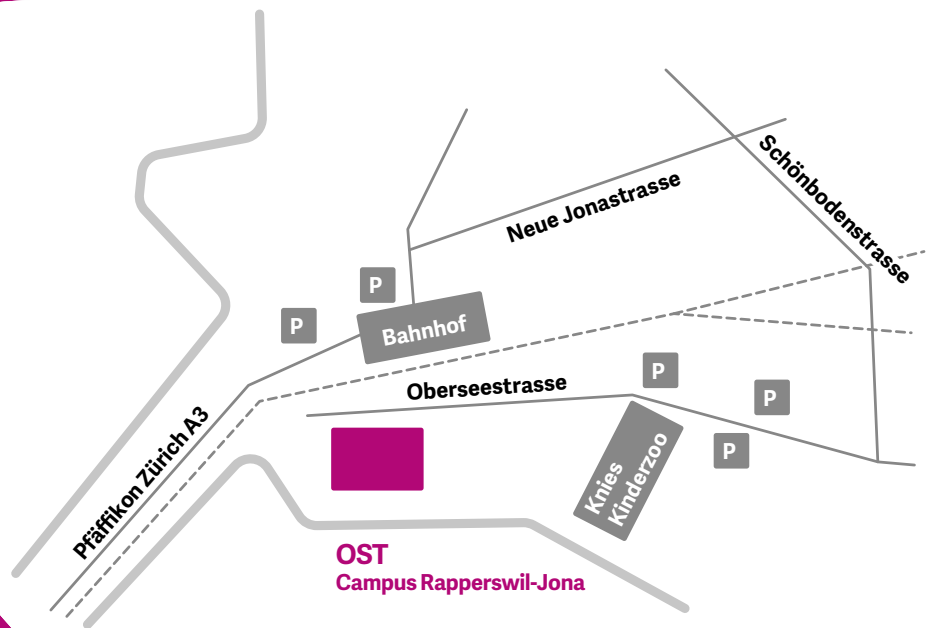 Neue Jonastrasse
Schönbodenstrasse
P
P
Bahnhof
Oberseestrasse
P
P
P
Pfäffikon Zürich A3
Knies
Kinderzoo
OST
Campus Rapperswil-Jona